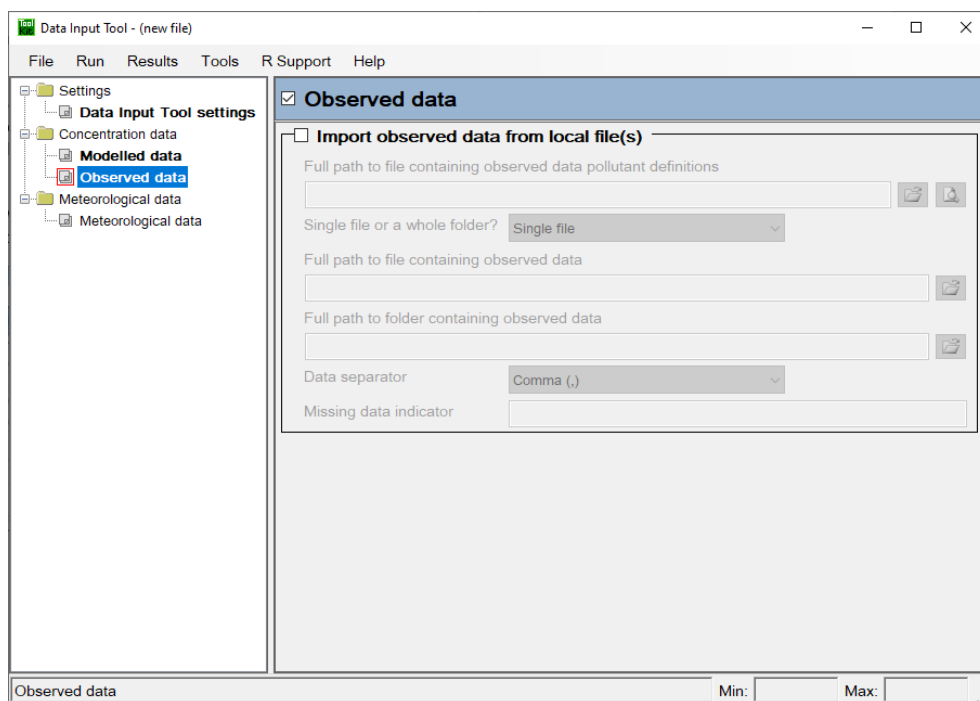 Tool Kit Data Input Tool - (new file)
File Run Results Tools R Support Help
Settings
Data Input Tool settings
Concentration data
Modelled data
Observed data
Meteorological data
Meteorological data
Observed data
Import observed data from local file(s)
Full path to file containing observed data pollutant definitions
Single file or a whole folder? Single file
Full path to file containing observed data
Full path to folder containing observed data
Data separator Comma (,)
Missing data indicator
Observed data Min: Max: